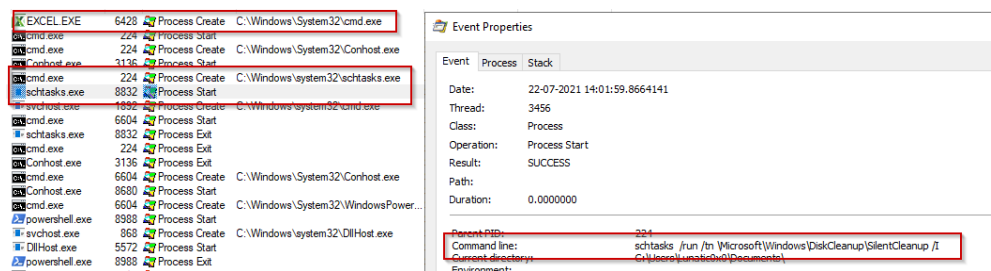 EXCEL.EXE 6428 Process Create C:\Windows\System32\cmd.exe
cmd.exe 224 Process Start
cmd.exe 224 Process Create C:\Windows\System32\Conhost.exe
Conhost.exe 3136 Process Start
cmd.exe 224 Process Create C:\Windows\system32\schtasks.exe
schtasks.exe 8832 Process Start
svchost.exe 1892 Process Create C:\Windows\system32\cmd.exe
cmd.exe 6604 Process Start
schtasks.exe 8832 Process Exit
cmd.exe 224 Process Exit
Conhost.exe 3136 Process Exit
cmd.exe 6604 Process Create C:\Windows\System32\Conhost.exe
Conhost.exe 8680 Process Start
cmd.exe 6604 Process Create C:\Windows\System32\WindowsPower...
powershell.exe 8988 Process Start
svchost.exe 868 Process Create C:\Windows\system32\DllHost.exe
DllHost.exe 5572 Process Start
powershell.exe 8988 Process Exit
Event Properties
Event Process Stack
Date: 22-07-2021 14:01:59.8664141
Thread: 3456
Class: Process
Operation: Process Start
Result: SUCCESS
Path:
Duration: 0.0000000
Parent PID: 224
Command line: schtasks /run /tn \Microsoft\Windows\DiskCleanup\SilentCleanup /I
Current directory: C:\Users\Lunatic0x0\Documents\
Environment: